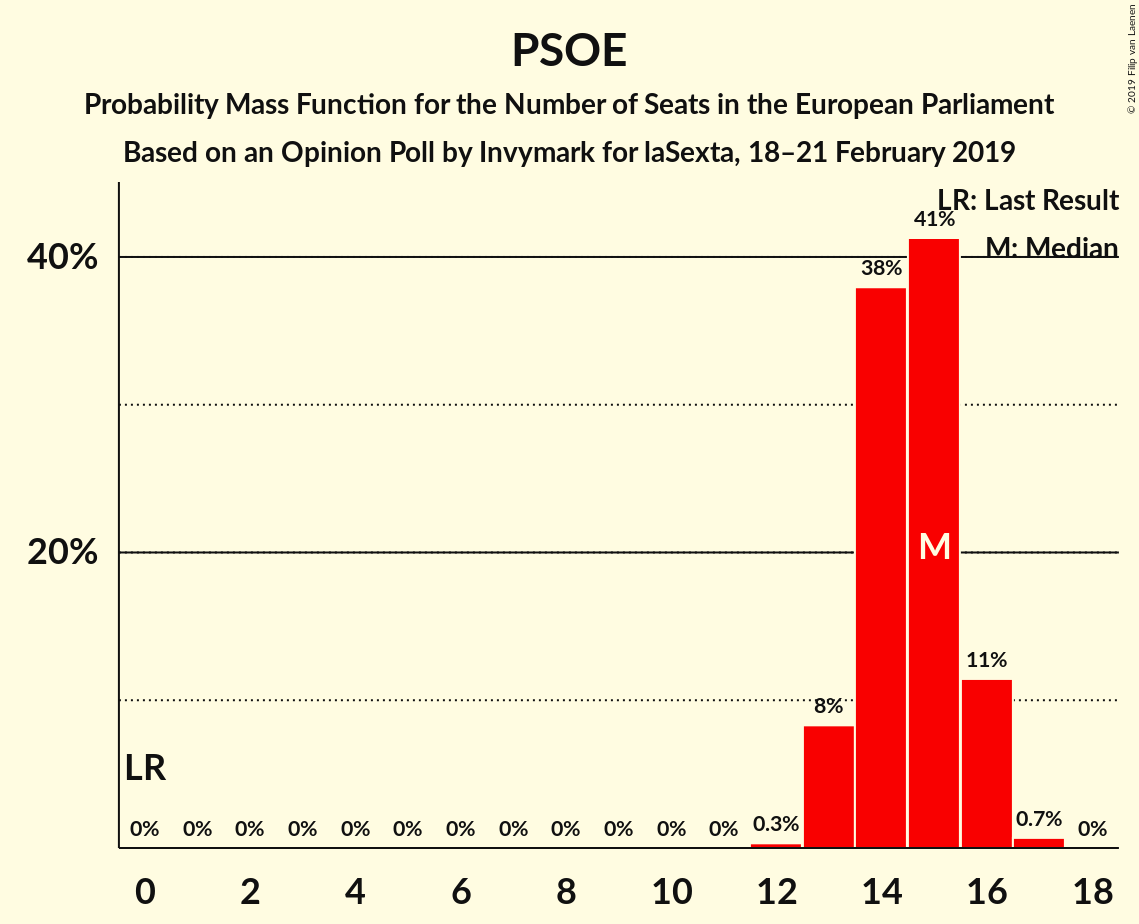 PSOE
Probability Mass Function for the Number of Seats in the European Parliament
Based on an Opinion Poll by Invymark for laSexta, 18–21 February 2019
© 2019 Filip van Laenen
LR: Last Result
M: Median
40%
20%
41%
38%
M
11%
8%
LR
0% 0% 0% 0% 0% 0% 0% 0% 0% 0% 0% 0% 0.3% 0.7% 0%
0 2 4 6 8 10 12 14 16 18